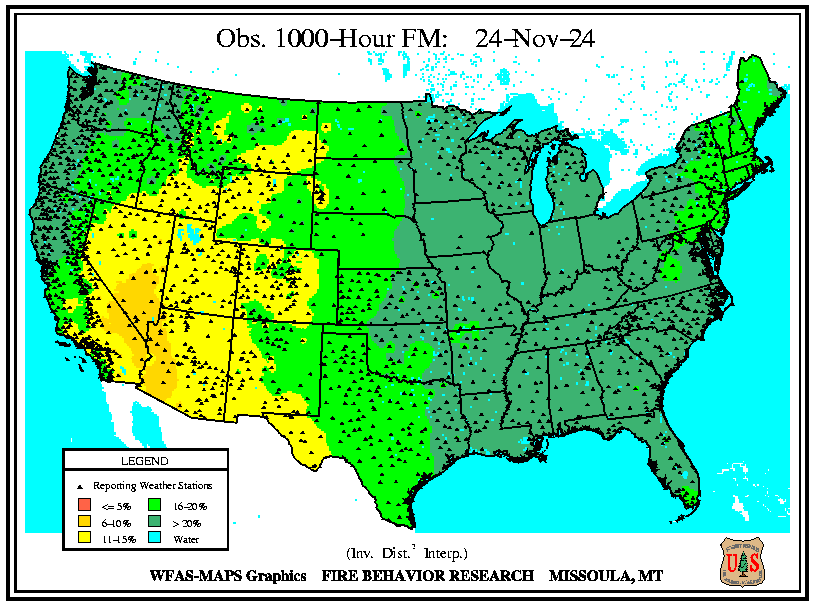 Obs. 1000-Hour FM: 24-Nov-24
LEGEND
Reporting Weather Stations
<= 5%
16-20%
6-10%
> 20%
11-15%
Water
(Inv. Dist.² Interp.)
WFAS-MAPS Graphics FIRE BEHAVIOR RESEARCH MISSOULA, MT
U S